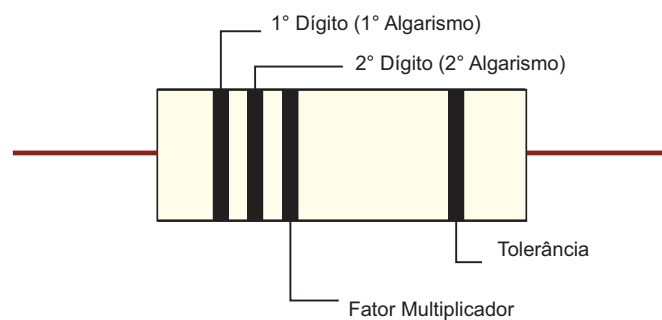 1° Dígito (1° Algarismo)
2° Dígito (2° Algarismo)
Tolerância
Fator Multiplicador